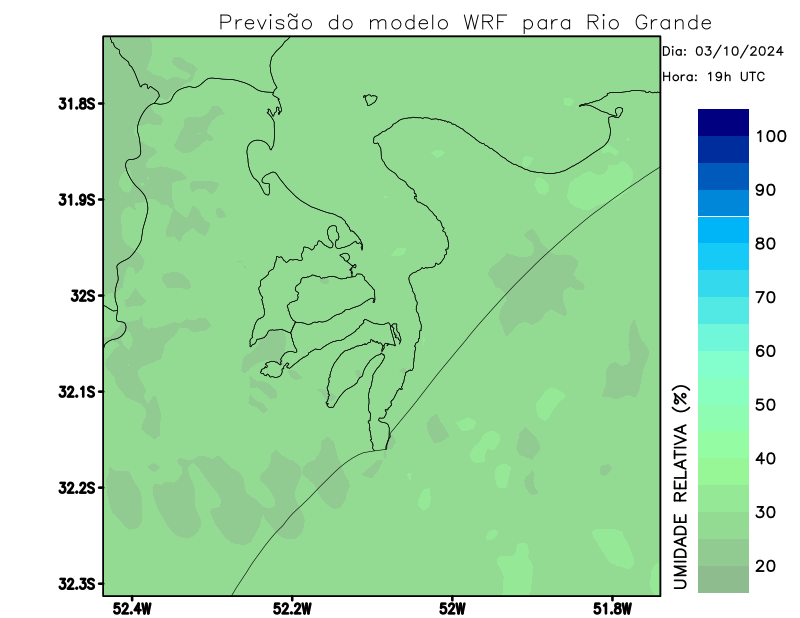 Previsão do modelo WRF para Rio Grande
Dia: 03/10/2024
Hora: 19h UTC
31.8S
31.9S
32S
32.1S
32.2S
32.3S
52.4W
52.2W
52W
51.8W
100
90
80
70
60
50
40
30
20
UMIDADE RELATIVA (%)